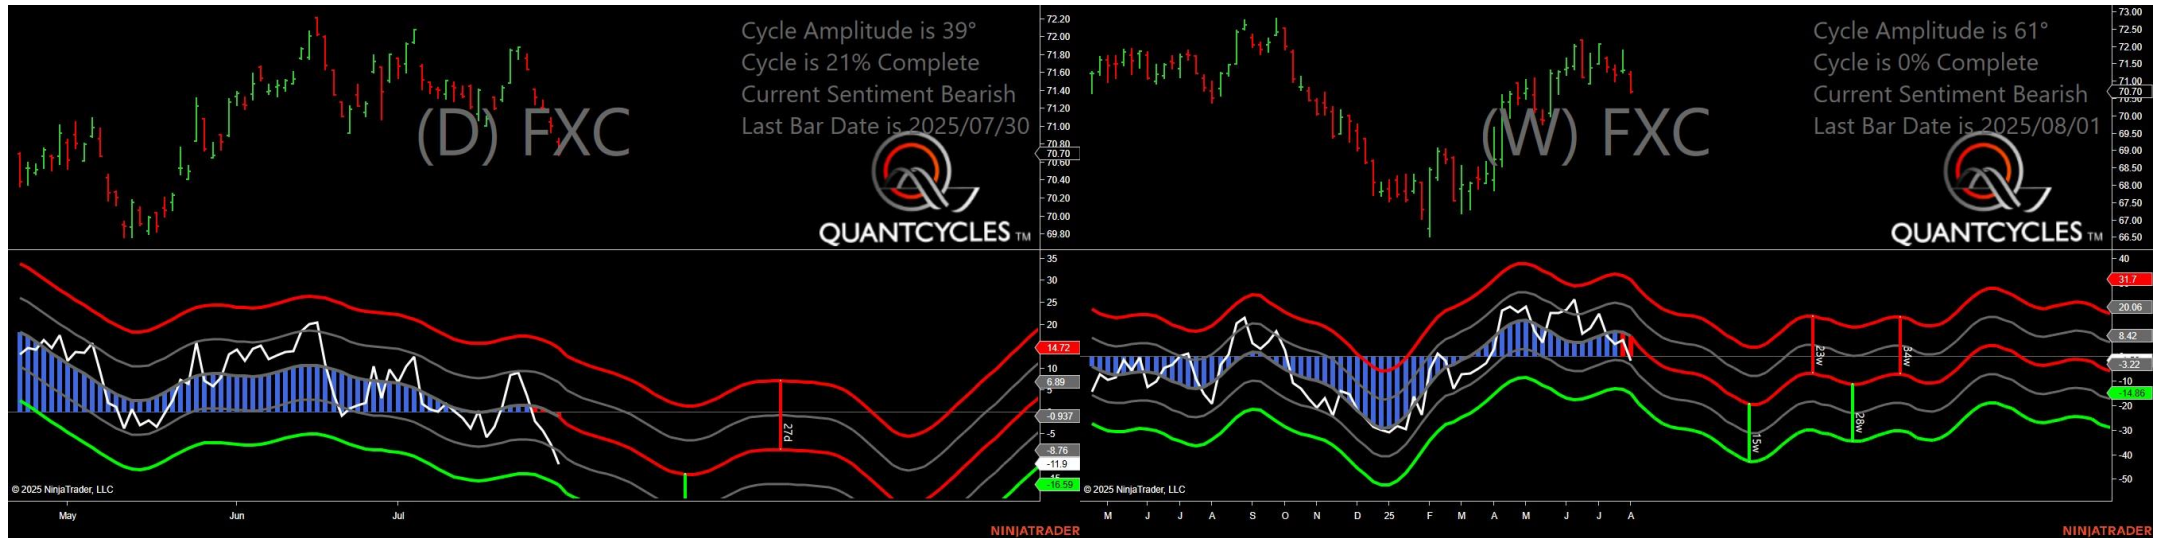 Cycle Amplitude is 39°
Cycle is 21% Complete
Current Sentiment Bearish
Last Bar Date is 2025/07/30
(D) FXC
QUANTCYCLES TM
72.20
72.00
71.80
71.60
71.40
71.20
71.00
70.80
70.70
70.60
70.40
70.20
70.00
69.80
35
30
25
20
14.72
10
6.89
5
-0.937
-5
-8.76
-11.9
-16.59
27d
© 2025 NinjaTrader, LLC
May
Jun
Jul
NINJATRADER
Cycle Amplitude is 61°
Cycle is 0% Complete
Current Sentiment Bearish
Last Bar Date is 2025/08/01
(W) FXC
QUANTCYCLES TM
73.00
72.50
72.00
71.50
71.00
70.70
70.50
70.00
69.50
69.00
68.50
68.00
67.50
67.00
66.50
40
31.7
20.06
8.42
-3.22
-10
-14.86
-20
-30
-40
-50
23w
34w
15w
28w
© 2025 NinjaTrader, LLC
M
J
J
A
S
O
N
D
25
F
M
A
M
J
J
A
NINJATRADER